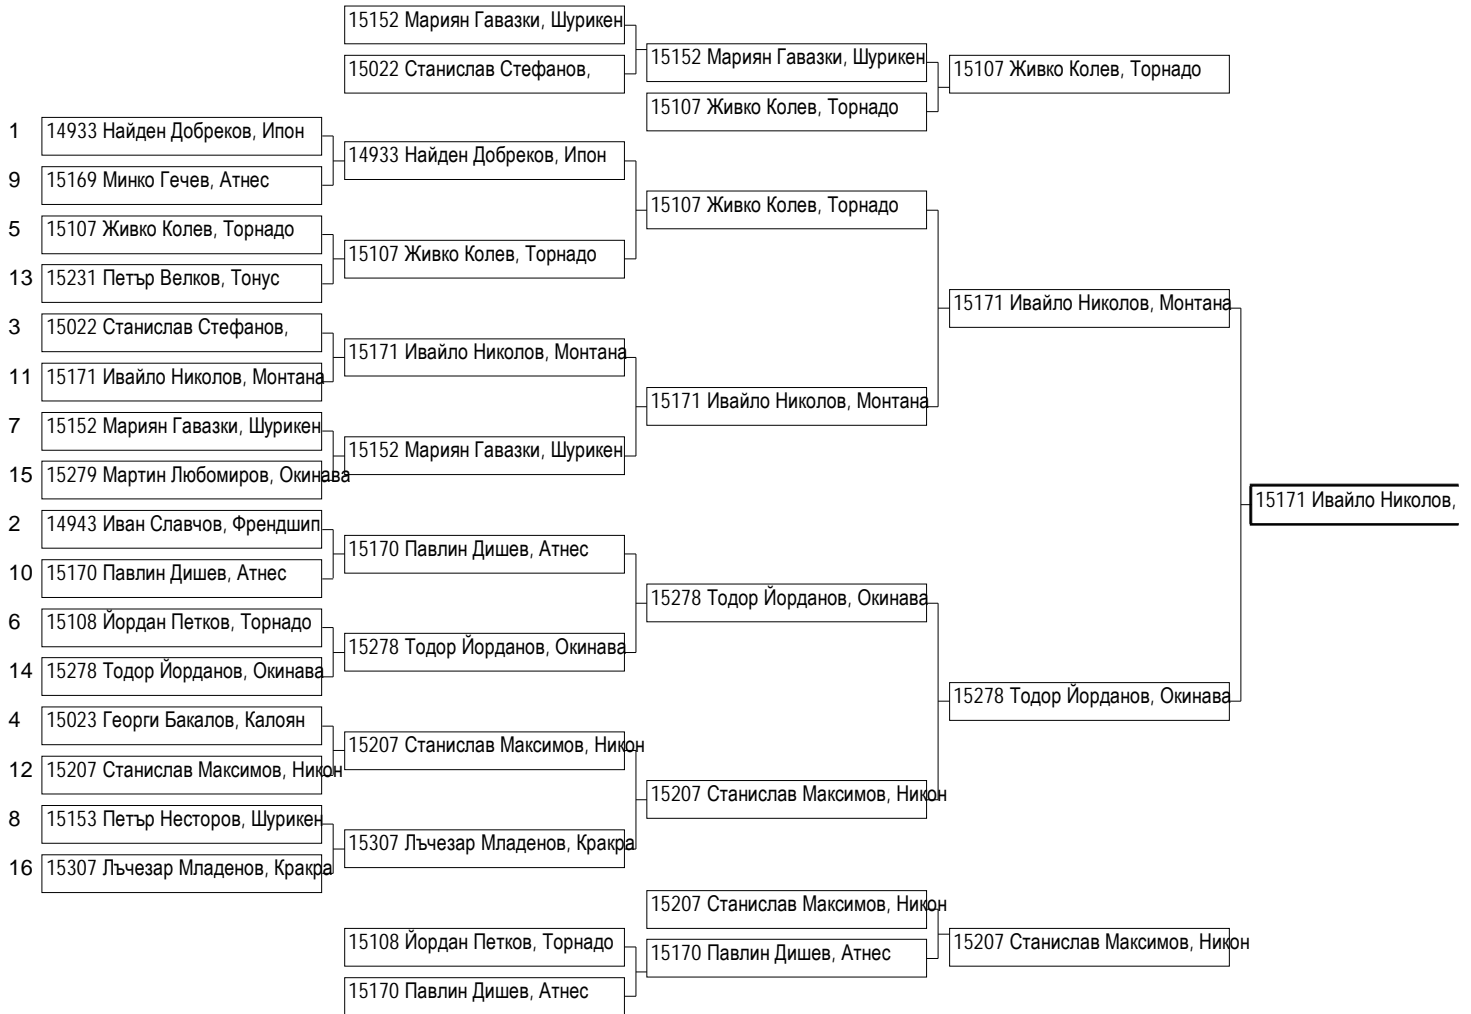 15152 Мариян Гавазки, Шурикен
15022 Станислав Стефанов,
15152 Мариян Гавазки, Шурикен
15107 Живко Колев, Торнадо
15107 Живко Колев, Торнадо
1 14933 Найден Добреков, Ипон
14933 Найден Добреков, Ипон
9 15169 Минко Гечев, Атнес
15107 Живко Колев, Торнадо
5 15107 Живко Колев, Торнадо
15107 Живко Колев, Торнадо
13 15231 Петър Велков, Тонус
15171 Ивайло Николов, Монтана
3 15022 Станислав Стефанов,
15171 Ивайло Николов, Монтана
11 15171 Ивайло Николов, Монтана
15171 Ивайло Николов, Монтана
7 15152 Мариян Гавазки, Шурикен
15152 Мариян Гавазки, Шурикен
15 15279 Мартин Любомиров, Окинава
15171 Ивайло Николов,
2 14943 Иван Славчов, Френдшип
15170 Павлин Дишев, Атнес
10 15170 Павлин Дишев, Атнес
15278 Тодор Йорданов, Окинава
6 15108 Йордан Петков, Торнадо
15278 Тодор Йорданов, Окинава
14 15278 Тодор Йорданов, Окинава
15278 Тодор Йорданов, Окинава
4 15023 Георги Бакалов, Калоян
15207 Станислав Максимов, Никон
12 15207 Станислав Максимов, Никон
15207 Станислав Максимов, Никон
8 15153 Петър Несторов, Шурикен
15307 Лъчезар Младенов, Кракра
16 15307 Лъчезар Младенов, Кракра
15207 Станислав Максимов, Никон
15108 Йордан Петков, Торнадо
15170 Павлин Дишев, Атнес
15207 Станислав Максимов, Никон
15170 Павлин Дишев, Атнес